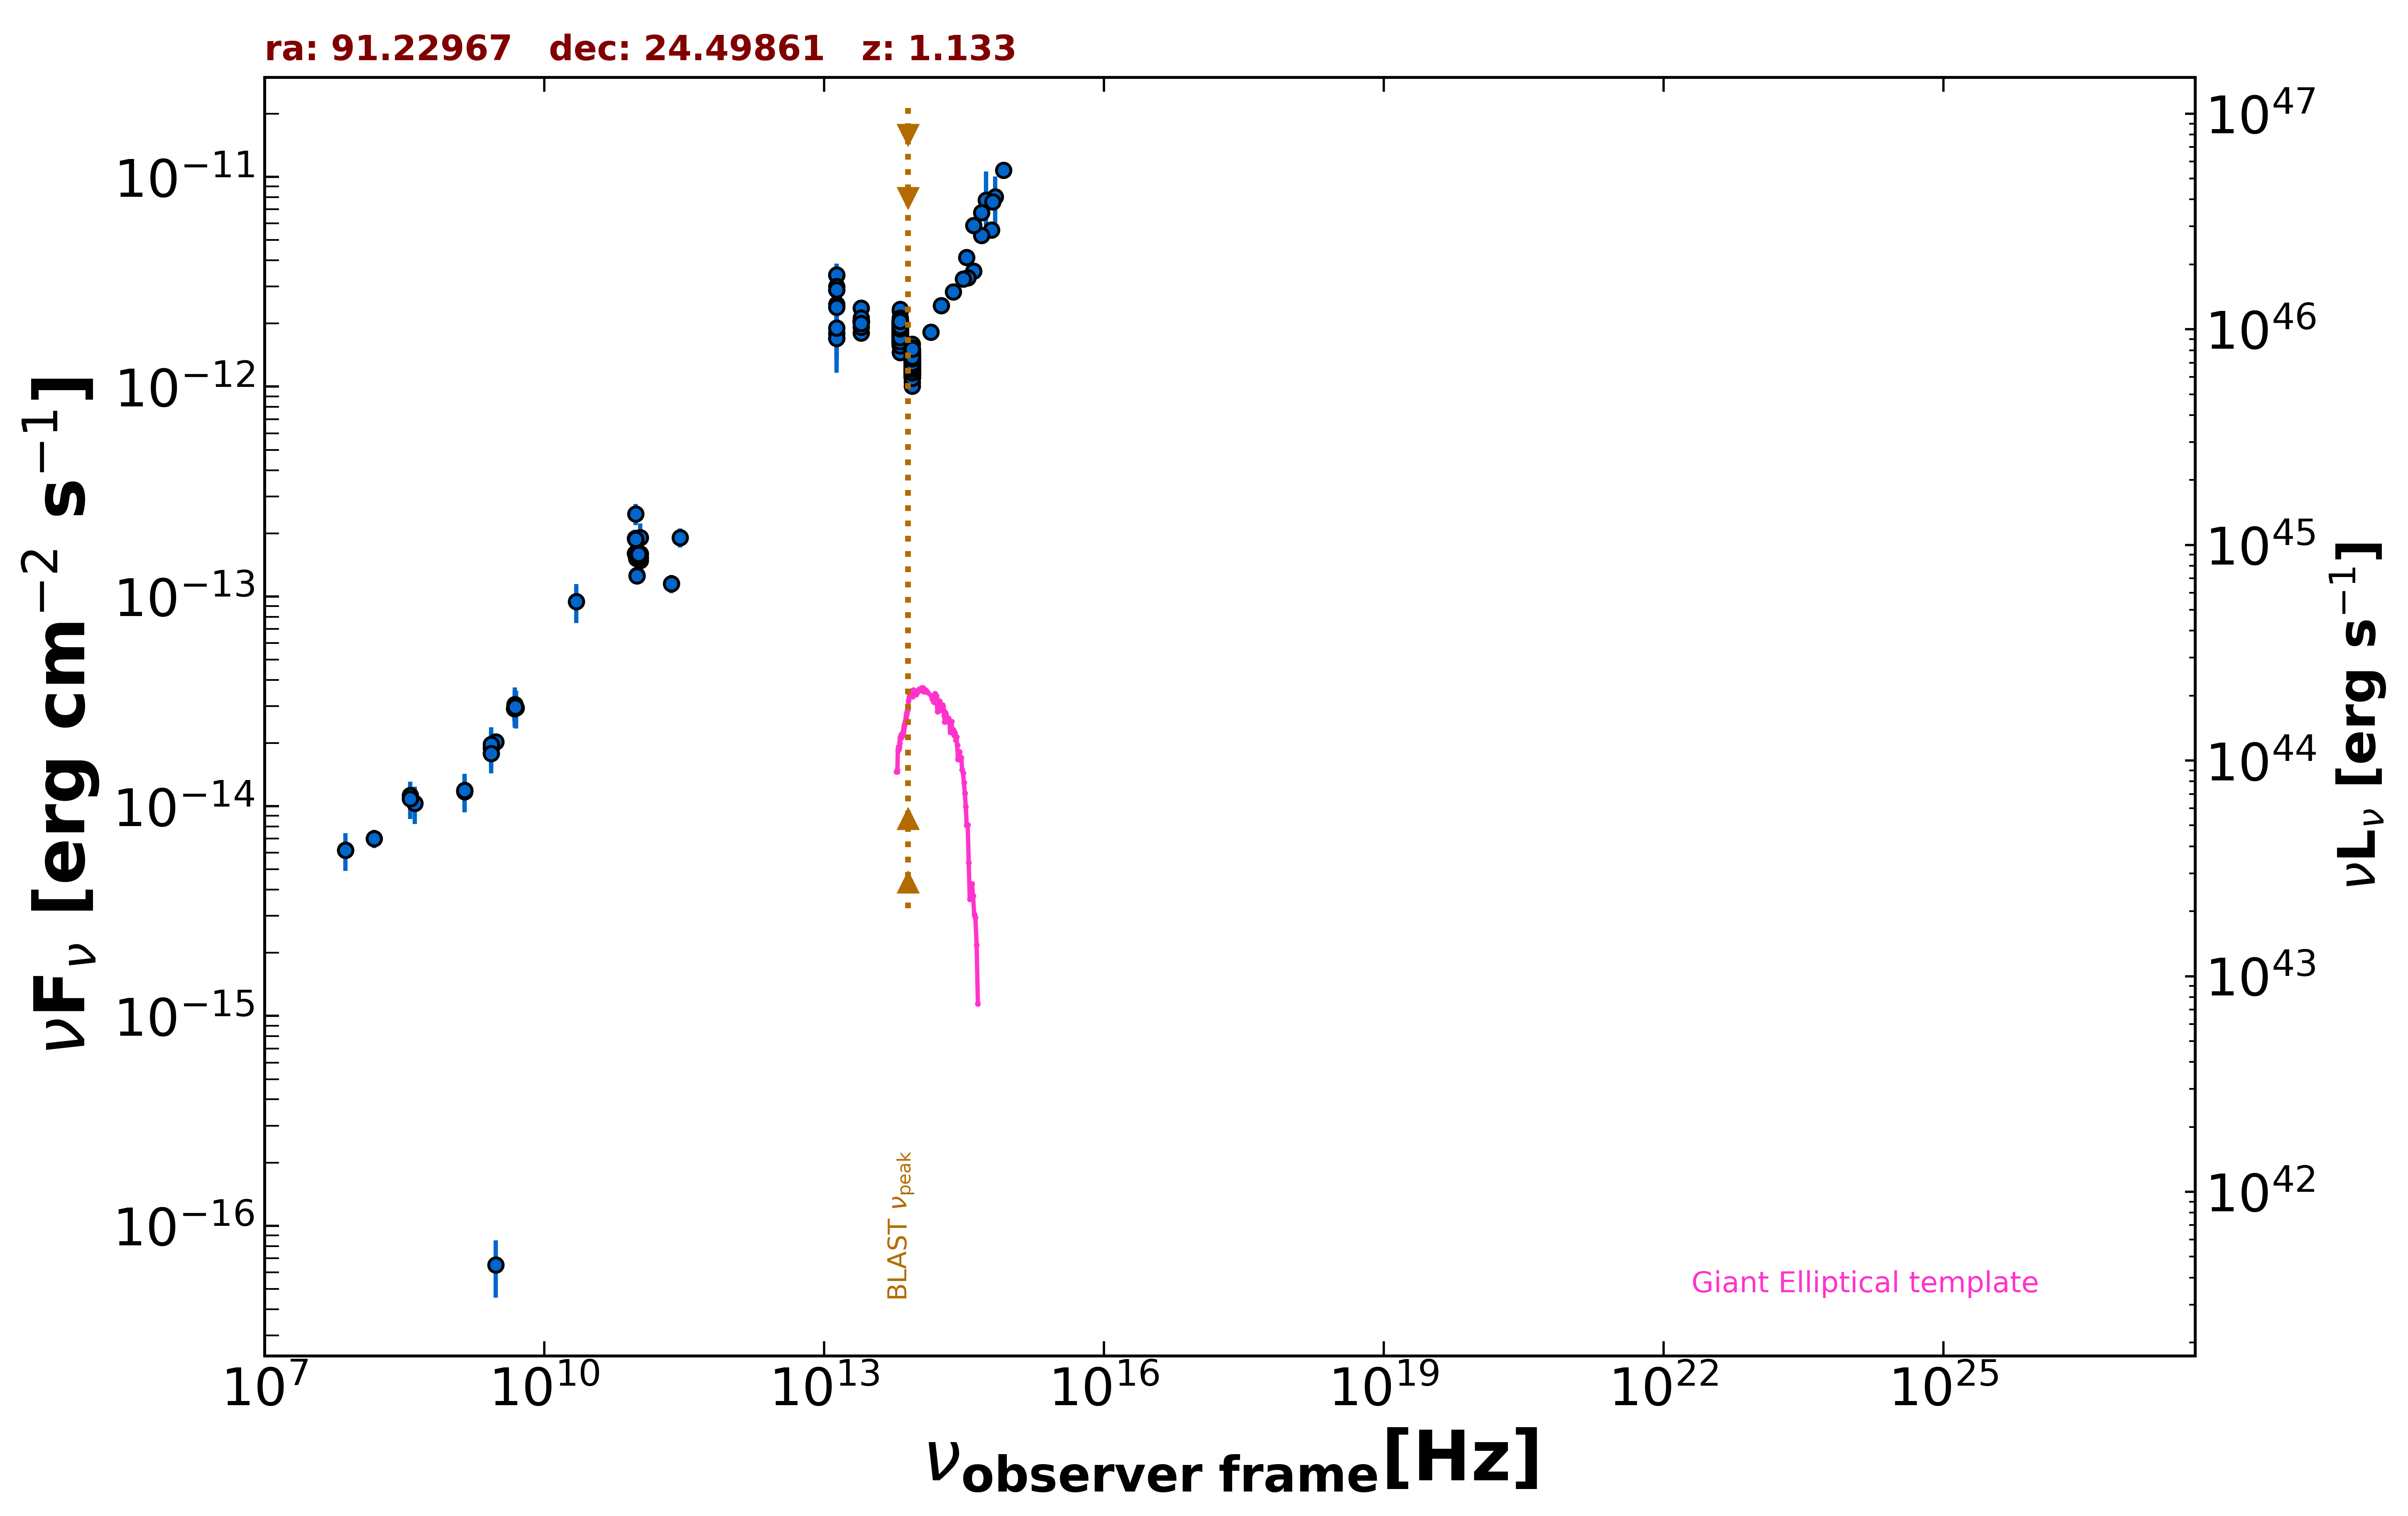 ra: 91.22967 dec: 24.49861 z: 1.133
νF_ν [erg cm^−2 s^−1]
10^−11
10^−12
10^−13
10^−14
10^−15
10^−16
10^47
10^46
10^45
10^44
10^43
10^42
νL_ν [erg s^−1]
BLAST ν_peak
Giant Elliptical template
10^7 10^10 10^13 10^16 10^19 10^22 10^25
ν_observer frame [Hz]